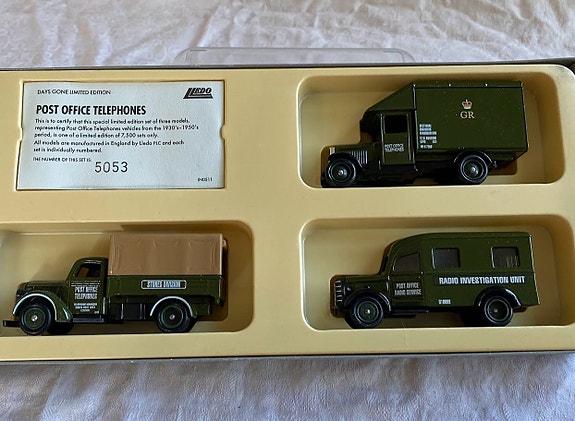 DAYS GONE LIMITED EDITION
LLEDO
POST OFFICE TELEPHONES
This is to certify that this special limited edition set of three models,
representing Post Office Telephones vehicles from the 1930's-1950's
period, is one of a limited edition of 7,500 sets only.
All models are manufactured in England by Lledo PLC and each
set is individually numbered.
THE NUMBER OF THIS SET IS: 5053
GR
POST OFFICE
TELEPHONES
POST OFFICE
TELEPHONES
STORES DIVISION
POST OFFICE
RADIO SERVICE
RADIO INVESTIGATION UNIT